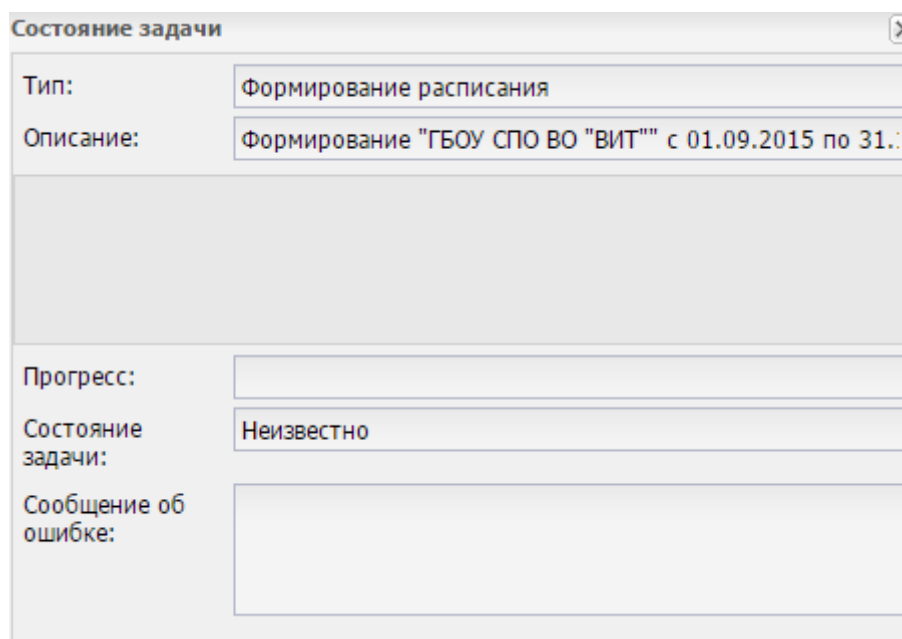 Состояние задачи
Тип: Формирование расписания
Описание: Формирование "ГБОУ СПО ВО "ВИТ"" с 01.09.2015 по 31.
Прогресс:
Состояние
задачи:
Неизвестно
Сообщение об
ошибке: